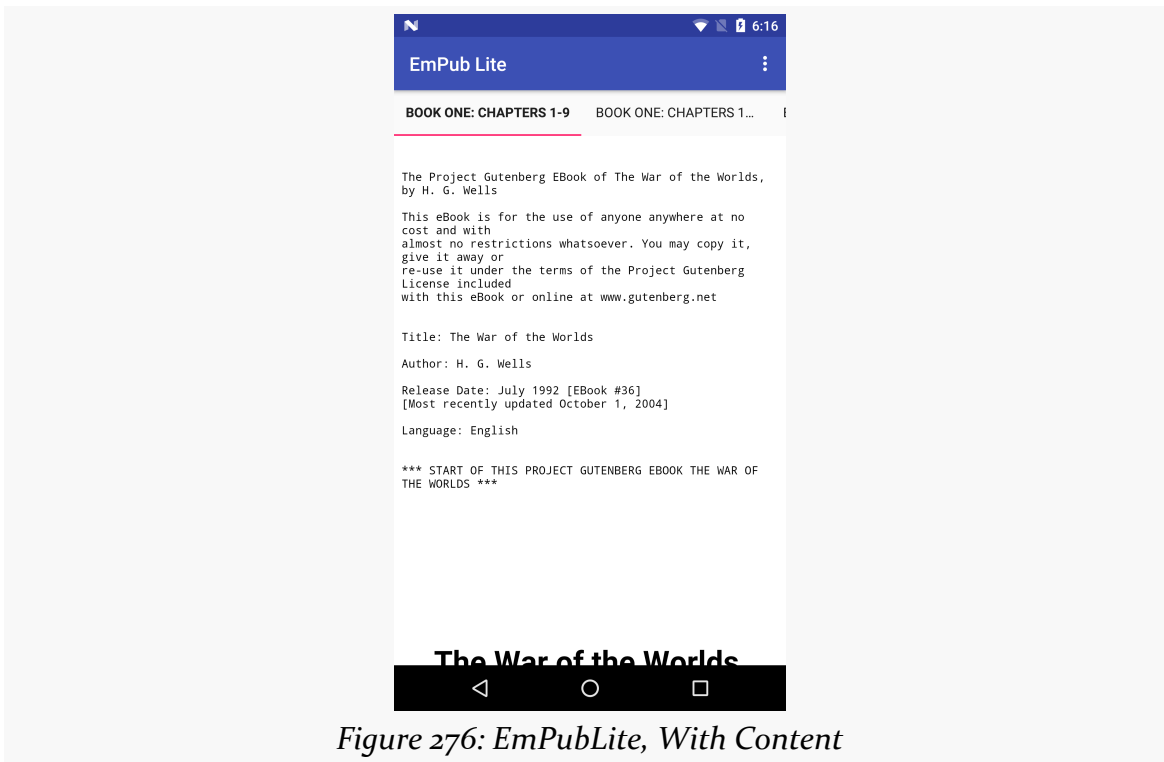 6:16
EmPub Lite
BOOK ONE: CHAPTERS 1-9 BOOK ONE: CHAPTERS 1...
The Project Gutenberg EBook of The War of the Worlds,
by H. G. Wells
This eBook is for the use of anyone anywhere at no
cost and with
almost no restrictions whatsoever. You may copy it,
give it away or
re-use it under the terms of the Project Gutenberg
License included
with this eBook or online at www.gutenberg.net
Title: The War of the Worlds
Author: H. G. Wells
Release Date: July 1992 [EBook #36]
[Most recently updated October 1, 2004]
Language: English
*** START OF THIS PROJECT GUTENBERG EBOOK THE WAR OF
THE WORLDS ***
The War of the Worlds
Figure 276: EmPubLite, With Content